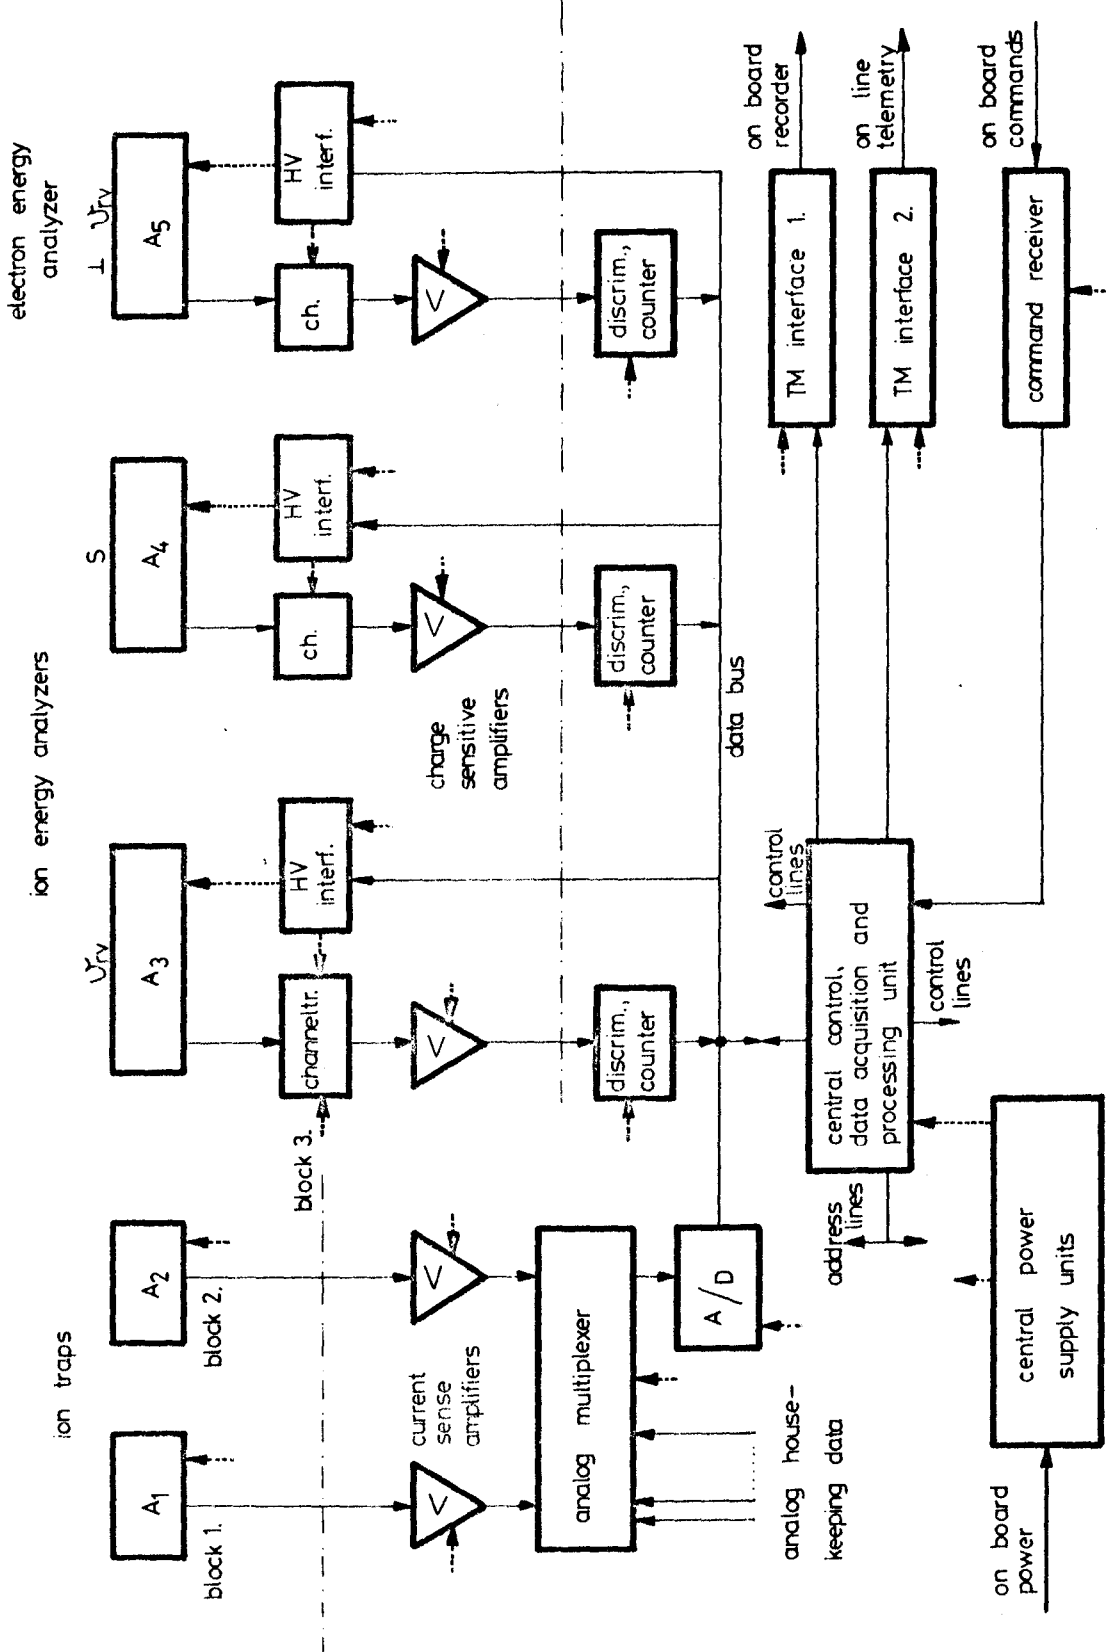 ion traps
ion energy analyzers
electron energy
analyzer
υrv
S
⊥ υrv
A1
A2
A3
A4
A5
block 1.
block 2.
block 3.
channeltr.
HV
interf.
ch.
HV
interf.
ch.
HV
interf.
current
sense
amplifiers
charge
sensitive
amplifiers
<
<
<
<
<
analog multiplexer
discrim.,
counter
discrim.,
counter
discrim.,
counter
A/D
data bus
analog house-
keeping data
address
lines
control
lines
central control,
data acquisition and
processing unit
control
lines
TM interface 1.
on board
recorder
TM interface 2.
on line
telemetry
on board
power
central power
supply units
command receiver
on board
commands